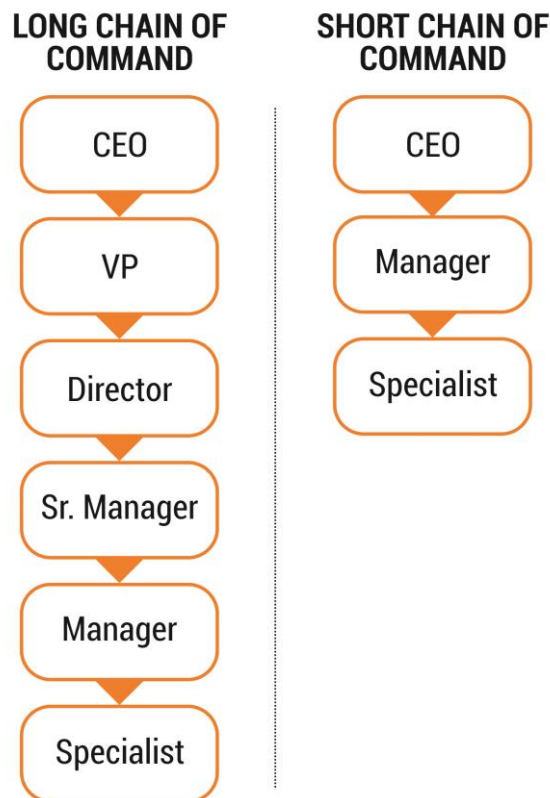 LONG CHAIN OF
COMMAND
CEO
VP
Director
Sr. Manager
Manager
Specialist
SHORT CHAIN OF
COMMAND
CEO
Manager
Specialist